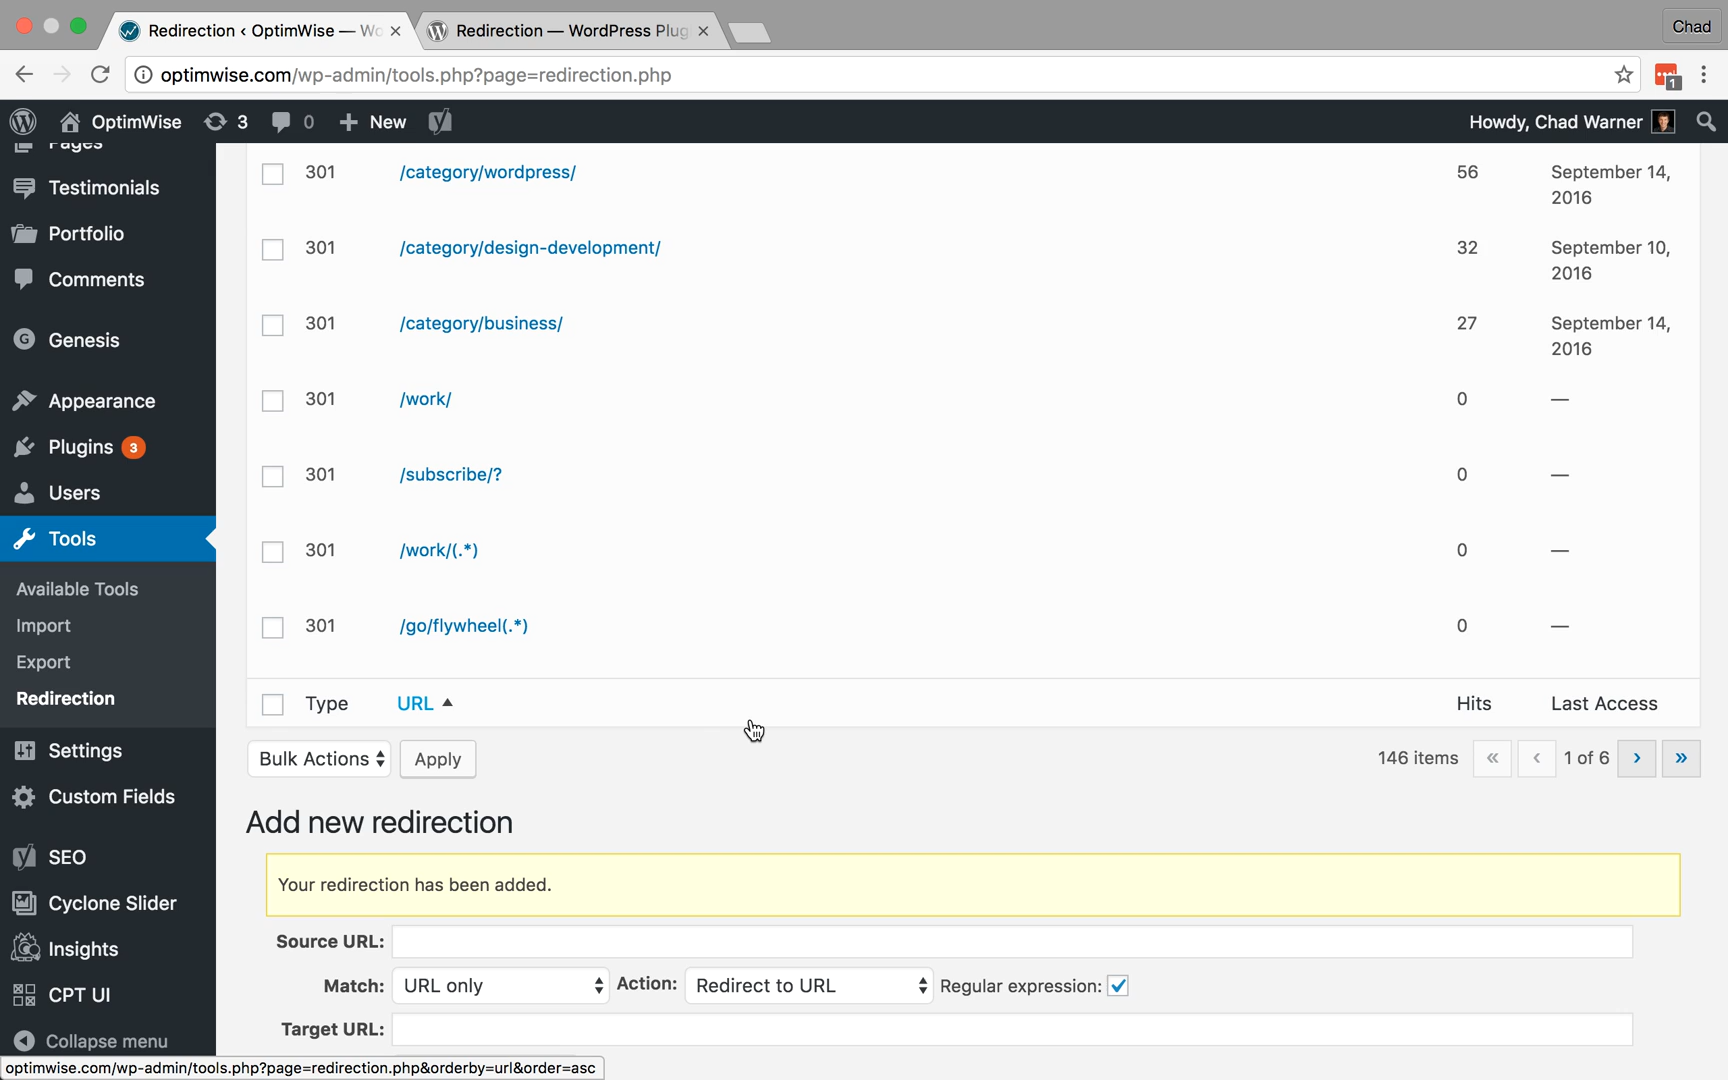 Redirection ‹ OptimWise — Wo
Redirection — WordPress Plug
Chad
optimwise.com/wp-admin/tools.php?page=redirection.php
1
OptimWise 3 0 New
Howdy, Chad Warner
Pages
Testimonials
Portfolio
Comments
Genesis
Appearance
Plugins 3
Users
Tools
Available Tools
Import
Export
Redirection
Settings
Custom Fields
SEO
Cyclone Slider
Insights
CPT UI
Collapse menu
301 /category/wordpress/ 56 September 14,
2016
301 /category/design-development/ 32 September 10,
2016
301 /category/business/ 27 September 14,
2016
301 /work/ 0 —
301 /subscribe/? 0 —
301 /work/(.*) 0 —
301 /go/flywheel(.*) 0 —
Type URL Hits Last Access
Bulk Actions Apply 146 items « ‹ 1 of 6 › »
Add new redirection
Your redirection has been added.
Source URL:
Match: URL only Action: Redirect to URL Regular expression:
Target URL:
optimwise.com/wp-admin/tools.php?page=redirection.php&orderby=url&order=asc